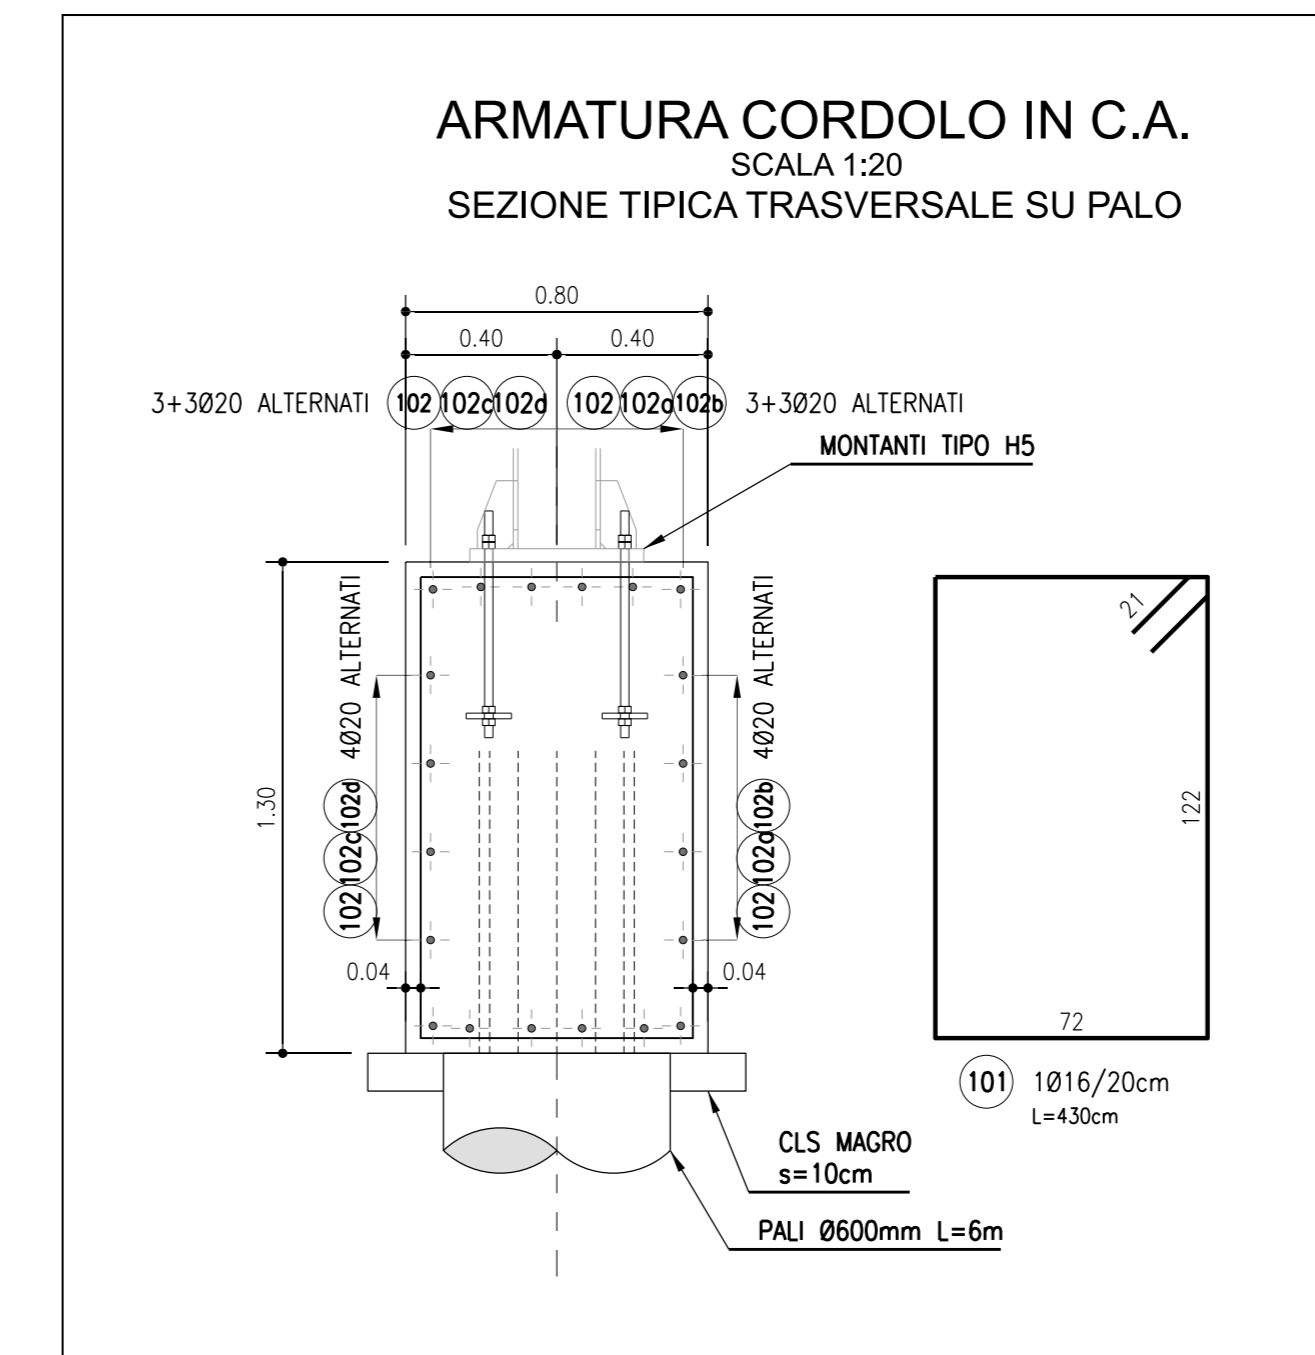 ARMATURA CORDOLO IN C.A.
SCALA 1:20
SEZIONE TIPICA TRASVERSALE SU PALO
0.80
0.40 0.40
3+3Ø20 ALTERNATI 102 102c 102d 102 102a 102b 3+3Ø20 ALTERNATI
MONTANTI TIPO H5
1.30
102 102c 102d 4Ø20 ALTERNATI
102 102a 102b 4Ø20 ALTERNATI
0.04 0.04
21
122
72
101 1Ø16/20cm
L=430cm
CLS MAGRO
s=10cm
PALI Ø600mm L=6m